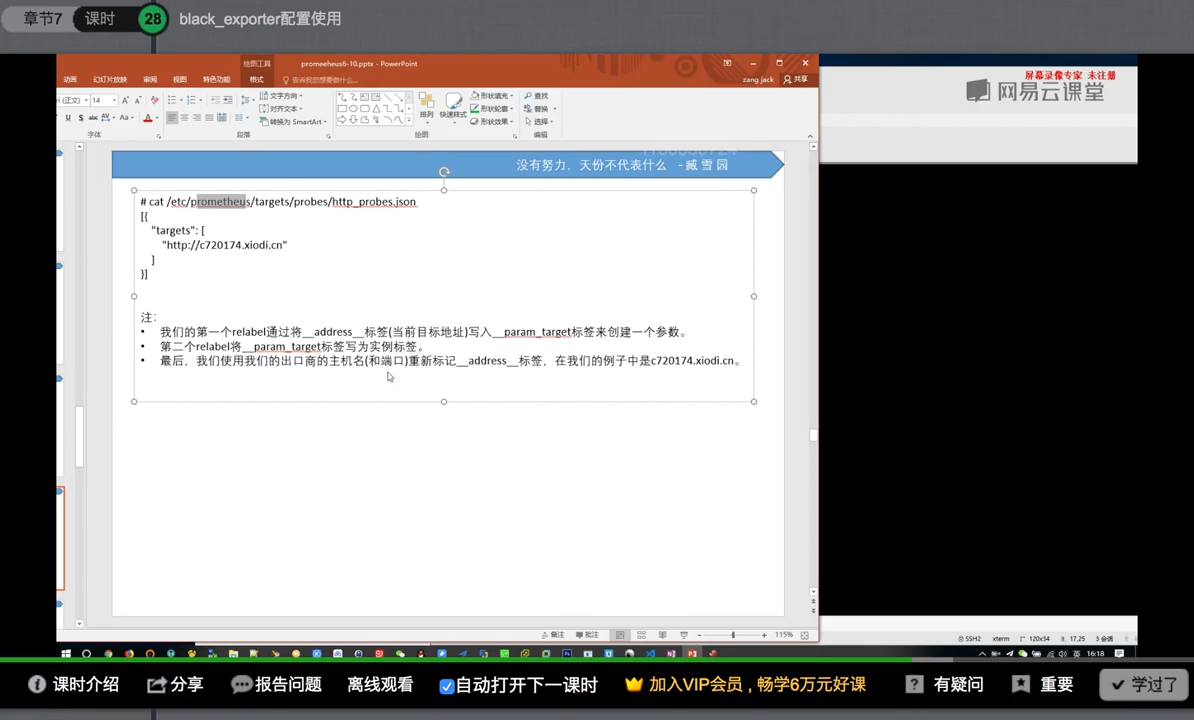 章节7 课时 28 black_exporter配置使用
绘图工具 promeeheus6-10.pptx - PowerPoint
动画 幻灯片放映 审阅 视图 特色功能 格式 告诉我您想要做什么... zang jack 共享
屏幕录像专家 未注册
网易云课堂
(正文) 14 文字方向 形状填充 查找
对齐文本 排列 快速样式 形状轮廓 替换
转换为 SmartArt 形状效果 选择
字体 段落 绘图 编辑
没有努力，天份不代表什么 -臧雪园
# cat /etc/prometheus/targets/probes/http_probes.json
[{
"targets": [
"http://c720174.xiodi.cn"
]
}]
注：
• 我们的第一个relabel通过将__address__标签(当前目标地址)写入__param_target标签来创建一个参数。
• 第二个relabel将__param_target标签写为实例标签。
• 最后，我们使用我们的出口商的主机名(和端口)重新标记__address__标签，在我们的例子中是c720174.xiodi.cn。
备注 批注 115%
SSH2 xterm 120x34 17,25 3 会话
英 16:18
课时介绍 分享 报告问题 离线观看 自动打开下一课时 加入VIP会员，畅学6万元好课 有疑问 重要 学过了